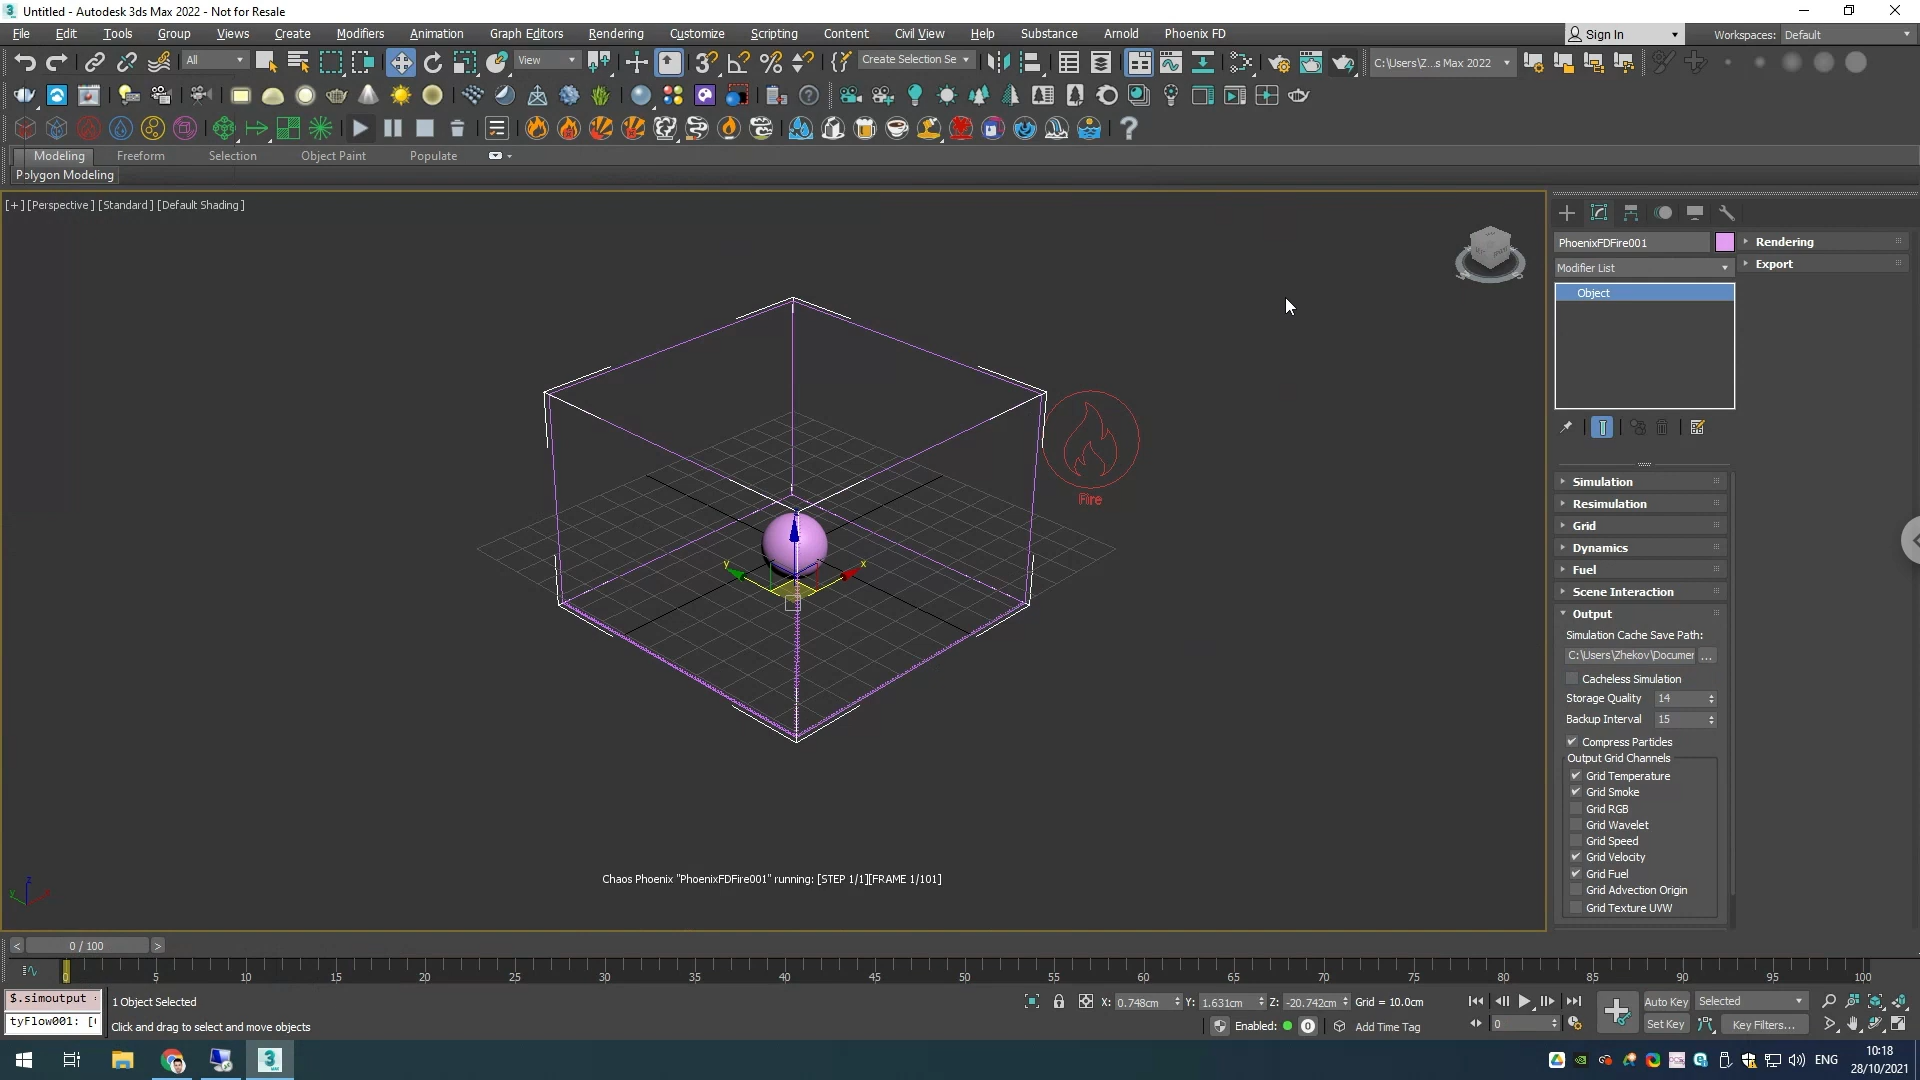 Untitled - Autodesk 3ds Max 2022 - Not for Resale
File Edit Tools Group Views Create Modifiers Animation Graph Editors Rendering Customize Scripting Content Civil View Help Substance Arnold Phoenix FD Sign In Workspaces: Default
All View Create Selection Se C:\Users\Z...s Max 2022
Modeling Freeform Selection Object Paint Populate
Polygon Modeling
[+] [Perspective] [Standard] [Default Shading]
PhoenixFDFire001
Rendering
Modifier List
Export
Object
Fire
y x
Simulation
Resimulation
Grid
Dynamics
Fuel
Scene Interaction
Output
Simulation Cache Save Path:
C:\Users\Zhekov\Documer ...
Cacheless Simulation
Storage Quality 14
Backup Interval 15
Compress Particles
Output Grid Channels
Grid Temperature
Grid Smoke
Grid RGB
Grid Wavelet
Grid Speed
Grid Velocity
Grid Fuel
Grid Advection Origin
Grid Texture UVW
Chaos Phoenix "PhoenixFDFire001" running: [STEP 1/1][FRAME 1/101]
z
y
< 0 / 100 >
0 5 10 15 20 25 30 35 40 45 50 55 60 65 70 75 80 85 90 95 100
$.simoutput
tyFlow001: [
1 Object Selected
Click and drag to select and move objects
X: 0.748cm Y: 1.631cm Z: -20.742cm Grid = 10.0cm
Enabled: 0 Add Time Tag
0
Auto Key Selected
Set Key Key Filters...
ENG
10:18
28/10/2021